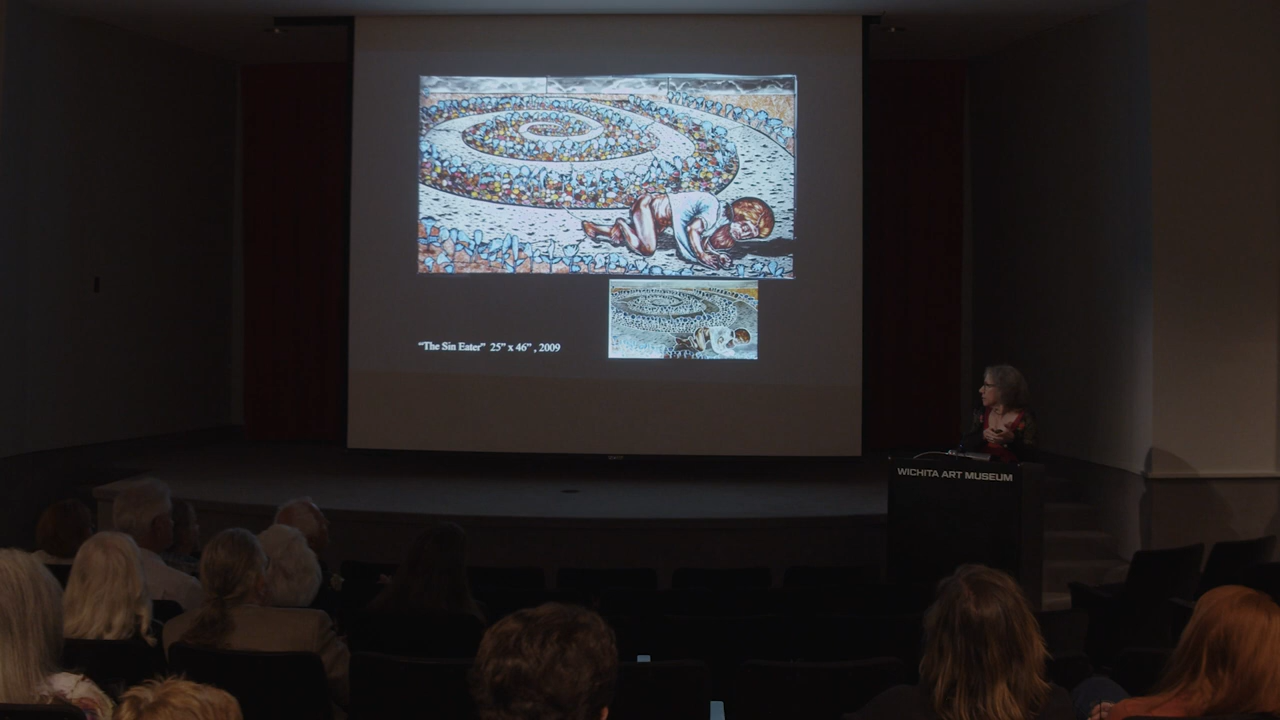 "The Sin Eater" 25" x 46" , 2009
WICHITA ART MUSEUM